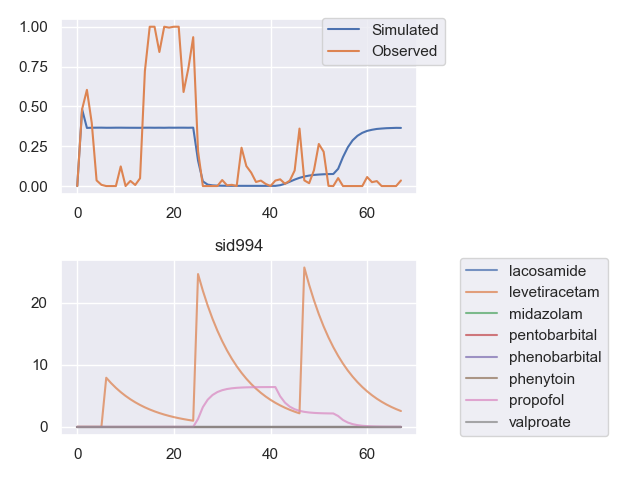 1.00
0.75
0.50
0.25
0.00
Simulated
Observed
0 20 40 60
sid994
20
10
0
0 20 40 60
lacosamide
levetiracetam
midazolam
pentobarbital
phenobarbital
phenytoin
propofol
valproate